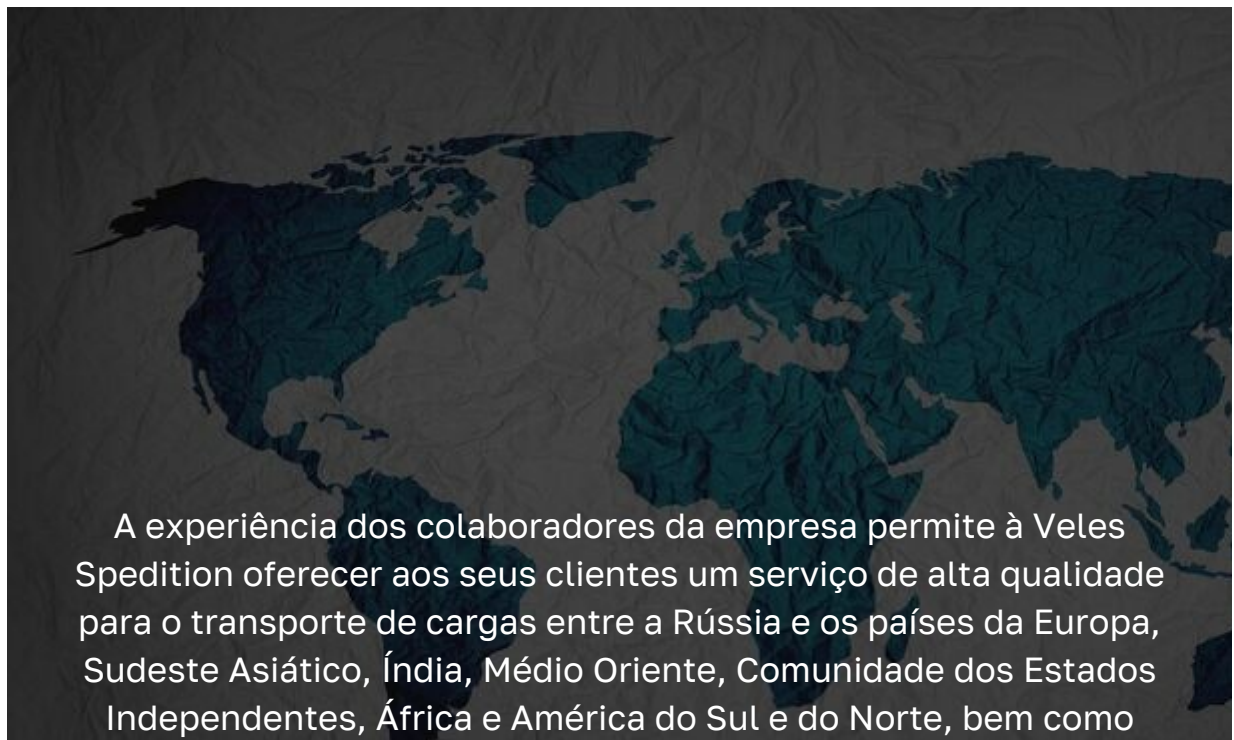 A experiência dos colaboradores da empresa permite à Veles
Spedition oferecer aos seus clientes um serviço de alta qualidade
para o transporte de cargas entre a Rússia e os países da Europa,
Sudeste Asiático, Índia, Médio Oriente, Comunidade dos Estados
Independentes, África e América do Sul e do Norte, bem como